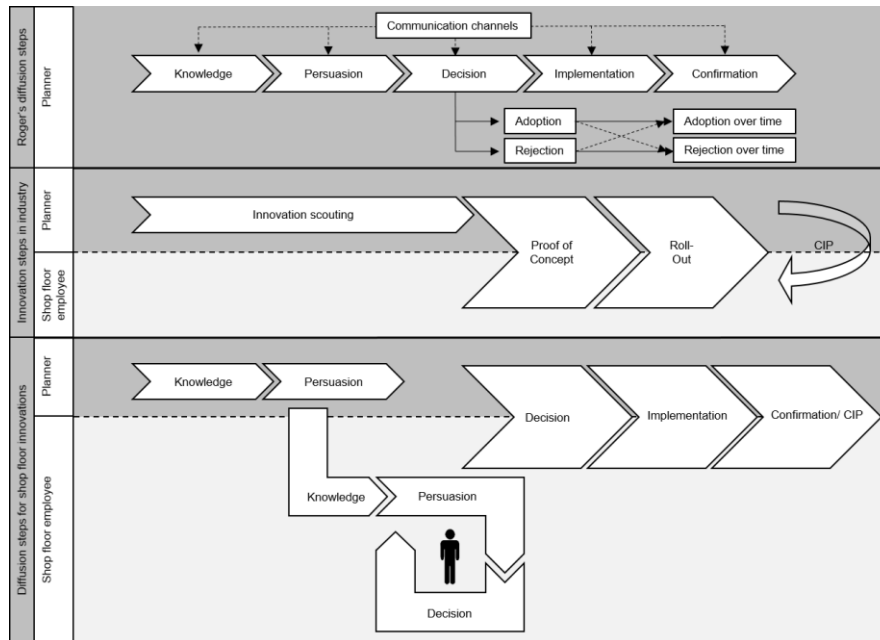 Roger's diffusion steps
Planner
Communication channels
Knowledge
Persuasion
Decision
Implementation
Confirmation
Adoption
Adoption over time
Rejection
Rejection over time
Innovation steps in industry
Planner
Shop floor
employee
Innovation scouting
Proof of
Concept
Roll-
Out
CIP
Diffusion steps for shop floor innovations
Planner
Shop floor employee
Knowledge
Persuasion
Decision
Implementation
Confirmation/ CIP
Knowledge
Persuasion
Decision